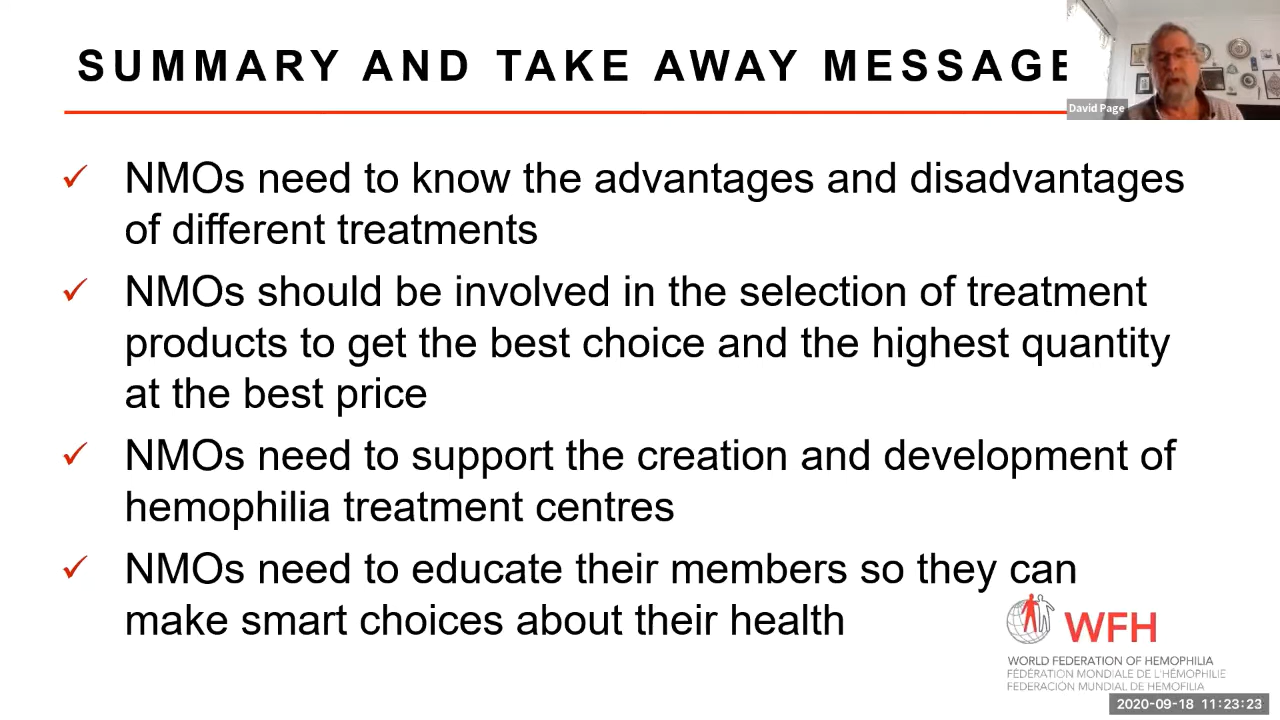 SUMMARY AND TAKE AWAY MESSAGE
David Page
NMOs need to know the advantages and disadvantages
of different treatments
NMOs should be involved in the selection of treatment
products to get the best choice and the highest quantity
at the best price
NMOs need to support the creation and development of
hemophilia treatment centres
NMOs need to educate their members so they can
make smart choices about their health
WFH
WORLD FEDERATION OF HEMOPHILIA
FÉDÉRATION MONDIALE DE L'HÉMOPHILIE
FEDERACIÓN MUNDIAL DE HEMOFILIA
2020-09-18 11:23:23